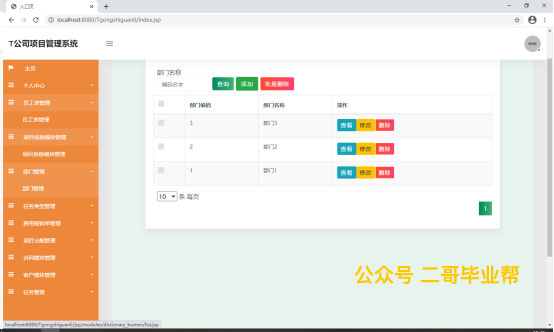 入口页
localhost:8080/Tgongshiguanli/index.jsp
T公司项目管理系统
主页
个人中心
员工表管理
员工表管理
项目信息模块管理
项目信息模块管理
部门管理
部门管理
任务类型管理
费用报销单管理
项目分配管理
合同模块管理
客户模块管理
任务管理
部门名称
查询 添加 批量删除
部门编码 部门名称 操作
3 部门3 查看 修改 删除
2 部门2 查看 修改 删除
1 部门1 查看 修改 删除
10 条 每页
1
公众号 二哥毕业帮
localhost:8080/Tgongshiguanli/jsp/modules/dictionary_bumen/list.jsp